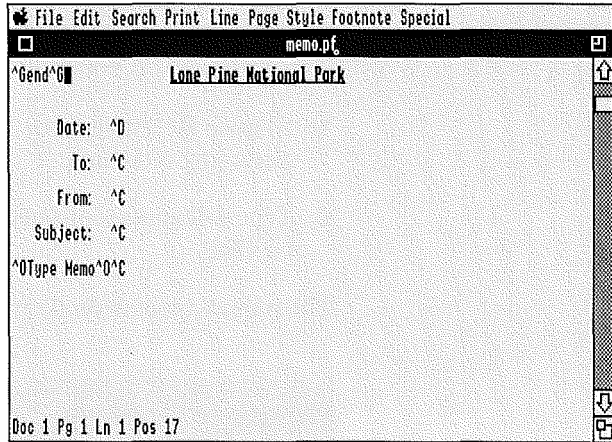 File Edit Search Print Line Page Style Footnote Special
memo.pf
^Gend^G Lone Pine National Park
Date: ^D
To: ^C
From: ^C
Subject: ^C
^OType Memo^O^C
Doc 1 Pg 1 Ln 1 Pos 17